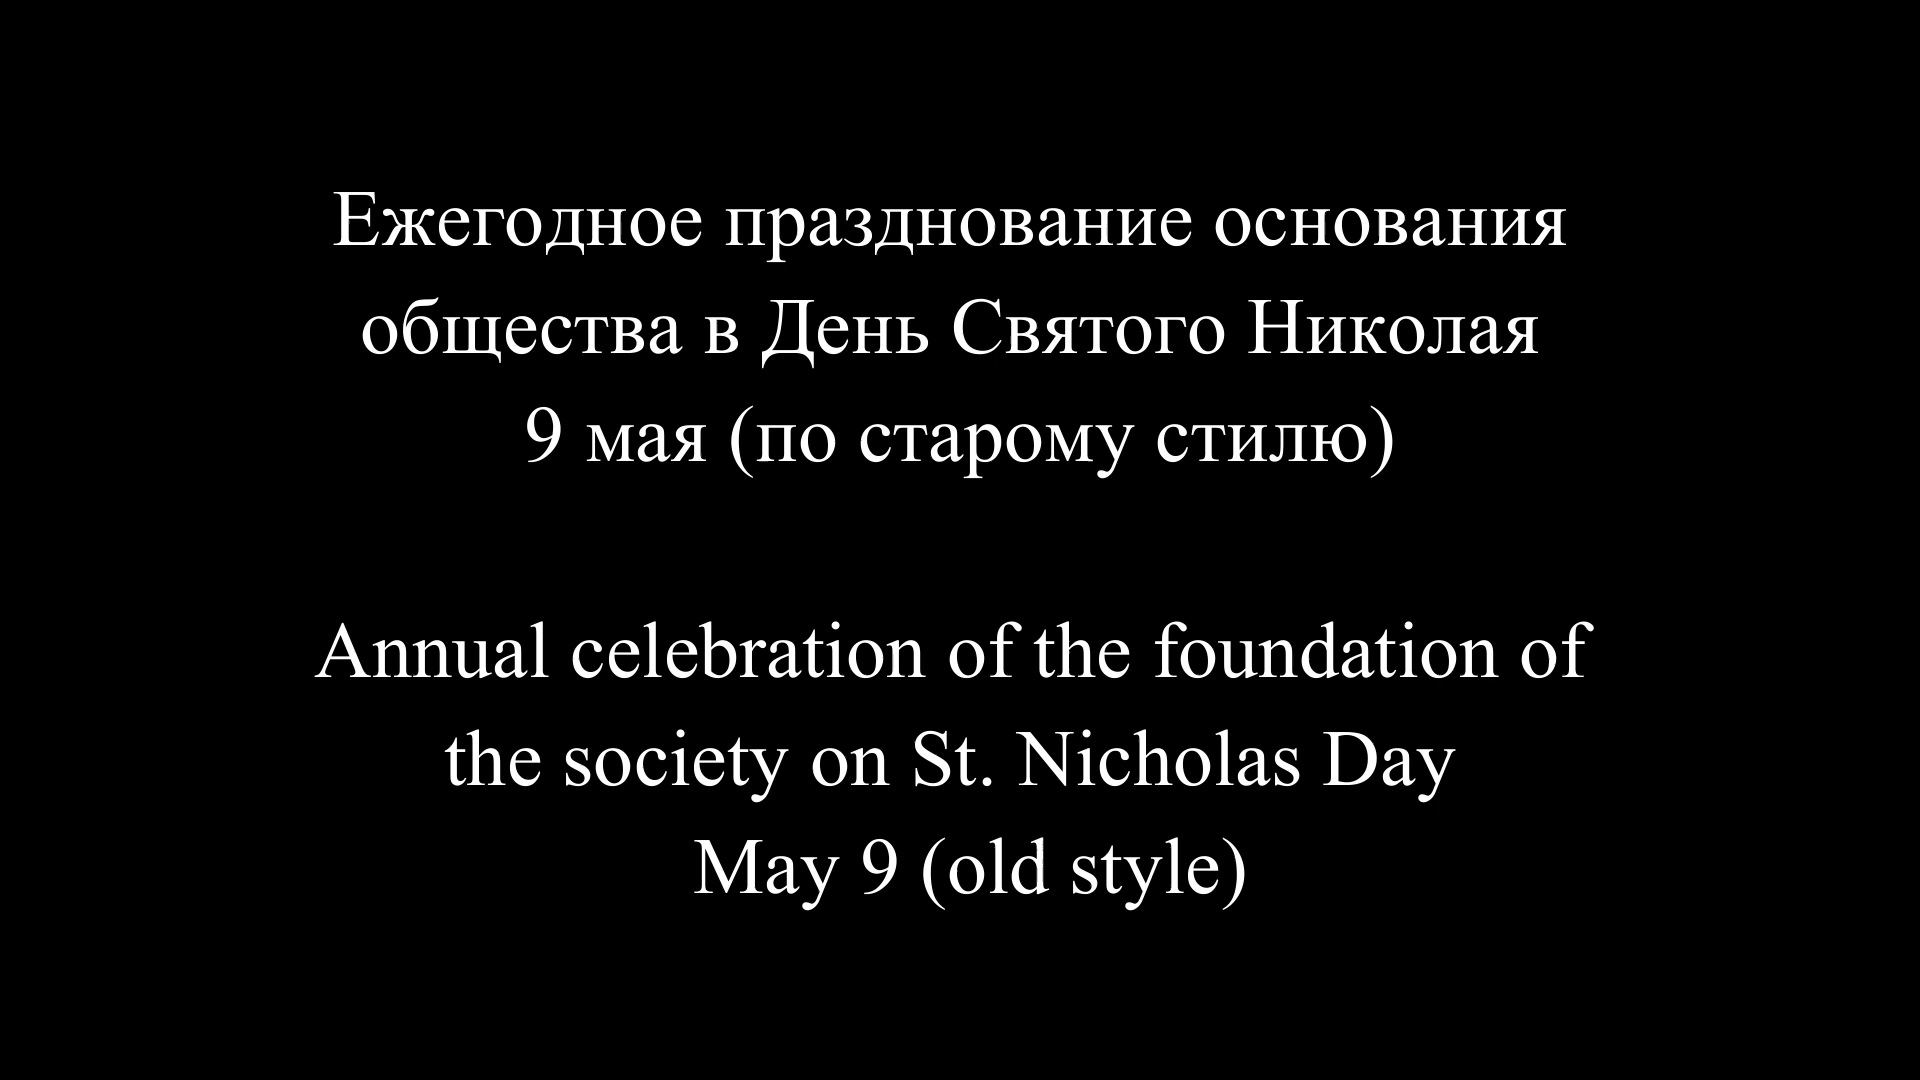 Ежегодное празднование основания
общества в День Святого Николая
9 мая (по старому стилю)
Annual celebration of the foundation of
the society on St. Nicholas Day
May 9 (old style)